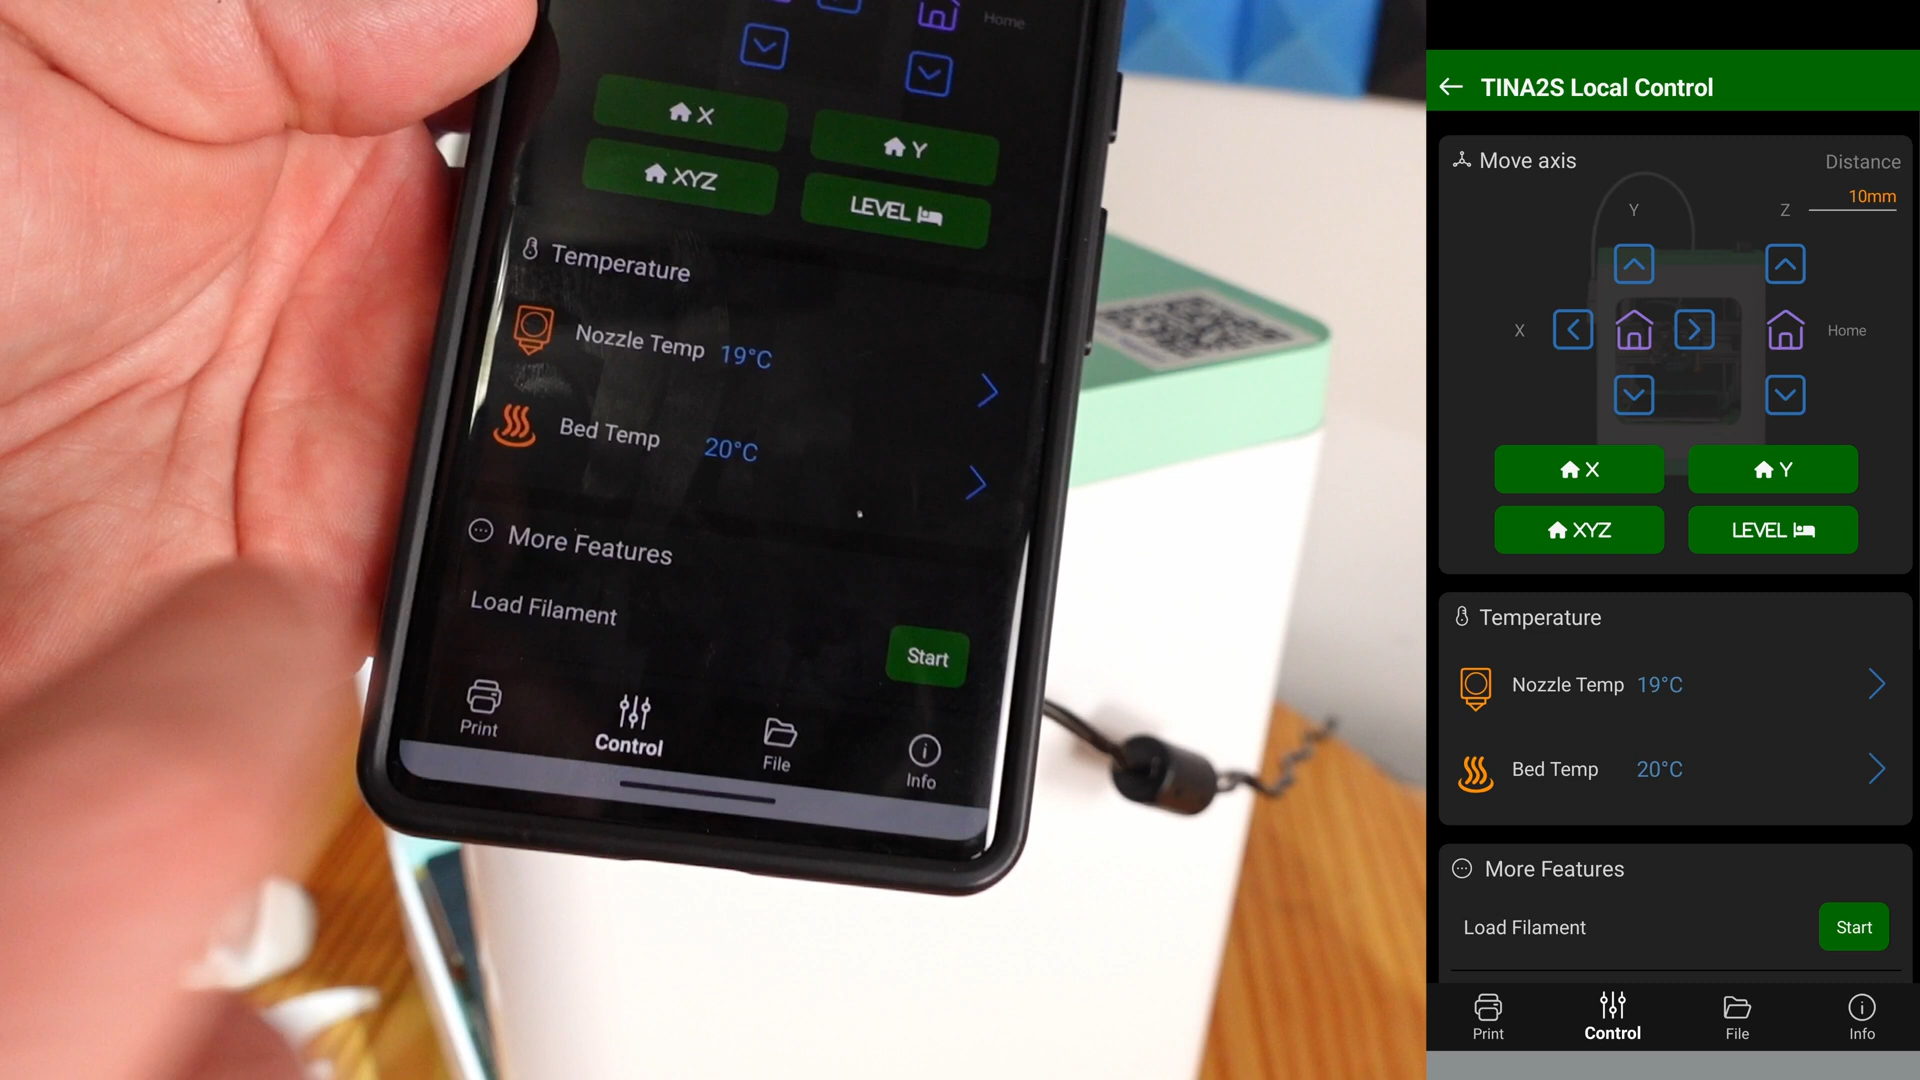 Home
X
Y
XYZ
LEVEL
Temperature
Nozzle Temp 19°C
Bed Temp 20°C
More Features
Load Filament
Start
Print
Control
File
Info
TINA2S Local Control
Move axis
Distance
10mm
Y
Z
X
Home
X
Y
XYZ
LEVEL
Temperature
Nozzle Temp 19°C
Bed Temp 20°C
More Features
Load Filament
Start
Print
Control
File
Info